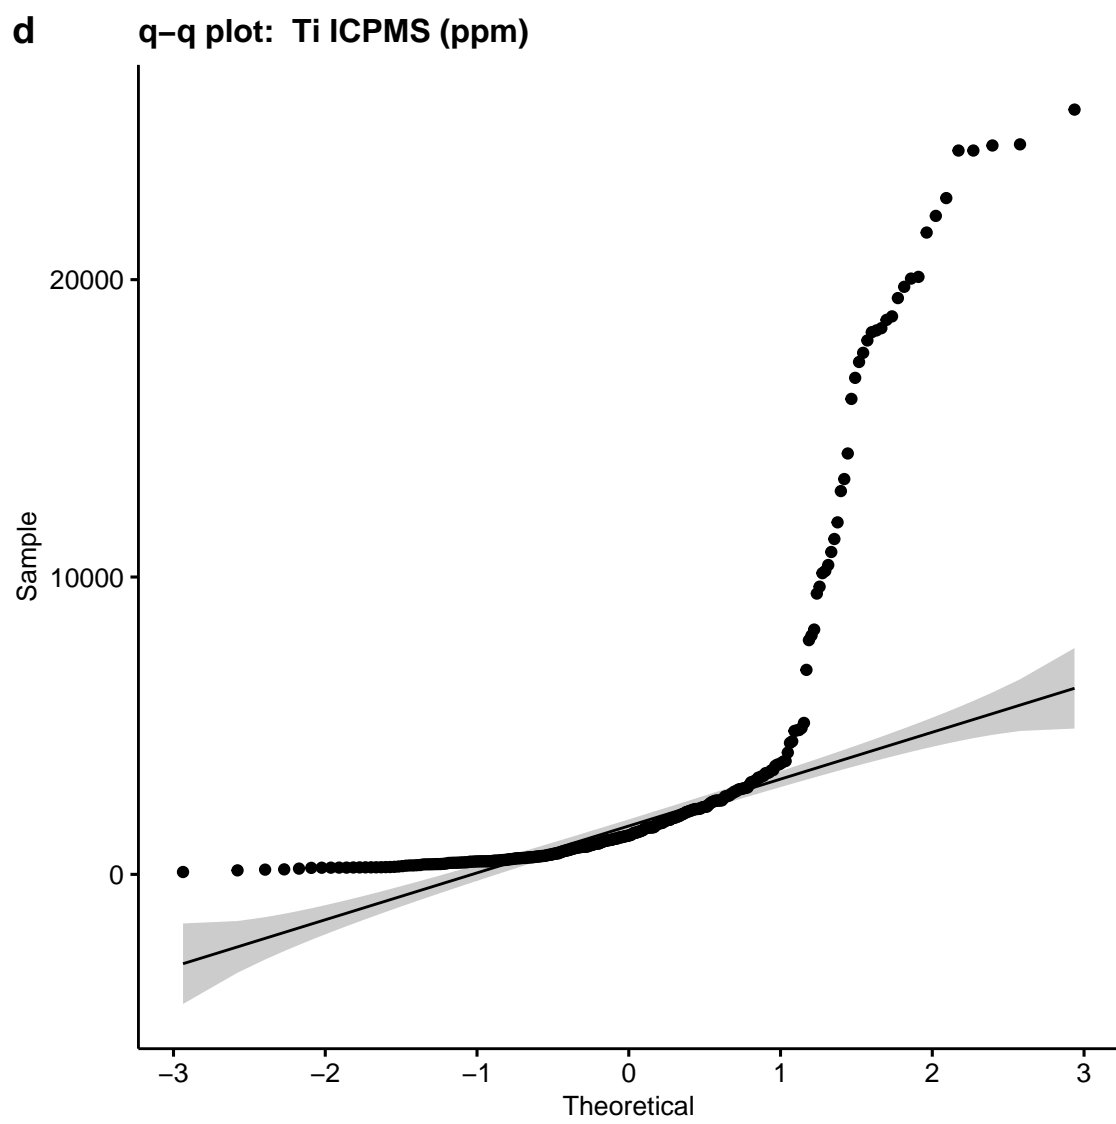 d
q–q plot:  Ti ICPMS (ppm)
20000
10000
0
Sample
–3 –2 –1 0 1 2 3
Theoretical